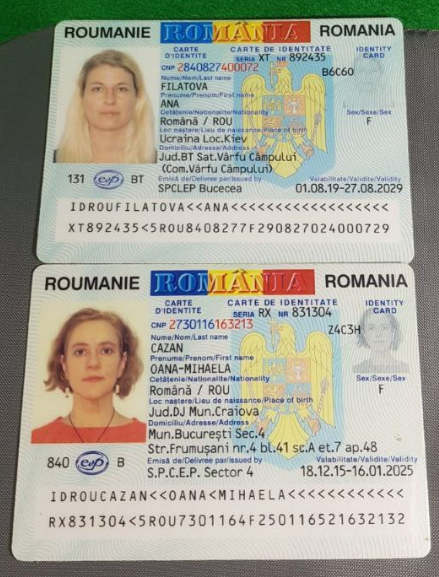 ROUMANIE ROMÂNIA ROMANIA
CARTE D'IDENTITE CARTE DE IDENTITATE IDENTITY CARD
SERIA XT NR 892435
CNP 2840827400072 B6C60
Nume/Nom/Last name
FILATOVA
Prenume/Prenom/First name
ANA
Cetățenie/Nationalite/Nationality Sex/Sexe/Sex
Română / ROU F
Loc naștere/Lieu de naissance/Place of birth
Ucraina Loc.Kiev
Domiciliu/Adresse/Address
Jud.BT Sat.Vârfu Câmpului
(Com.Vârfu Câmpului)
131 BT Emisă de/Delivree par/Issued by Valabilitate/Validite/Validity
SPCLEP Bucecea 01.08.19-27.08.2029
IDROUFILATOVA<<ANA<<<<<<<<<<<<<<<<<<
XT892435<5ROU8408277F290827024000729
ROUMANIE ROMÂNIA ROMANIA
CARTE D'IDENTITE CARTE DE IDENTITATE IDENTITY CARD
SERIA RX NR 831304
CNP 2730116163213 Z4C3H
Nume/Nom/Last name
CAZAN
Prenume/Prenom/First name
OANA-MIHAELA
Cetățenie/Nationalite/Nationality Sex/Sexe/Sex
Română / ROU F
Loc naștere/Lieu de naissance/Place of birth
Jud.DJ Mun.Craiova
Domiciliu/Adresse/Address
Mun.București Sec.4
Str.Frumușani nr.4 bl.41 sc.A et.7 ap.48
840 B Emisă de/Delivree par/Issued by Valabilitate/Validite/Validity
S.P.C.E.P. Sector 4 18.12.15-16.01.2025
IDROUCAZAN<<OANA<MIHAELA<<<<<<<<<<<<
RX831304<5ROU7301164F250116521632132